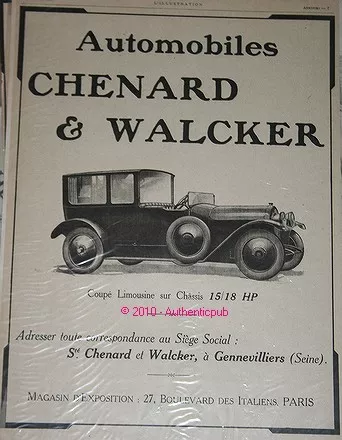 L'ILLUSTRATION
Automobiles
CHENARD
& WALCKER
Coupé Limousine sur Châssis 15/18 HP
© 2010 - Authenticpub
Adresser toute correspondance au Siège Social :
Sté Chenard et Walcker, à Gennevilliers (Seine).
MAGASIN D'EXPOSITION : 27, BOULEVARD DES ITALIENS, PARIS